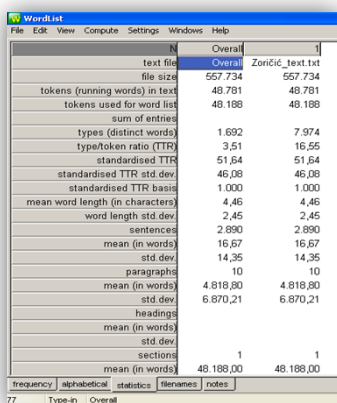 WordList
File Edit View Compute Settings Windows Help
N Overall 1
text file Overall Zoričić_text.txt
file size 557.734 557.734
tokens (running words) in text 48.781 48.781
tokens used for word list 48.188 48.188
sum of entries
types (distinct words) 1.692 7.974
type/token ratio (TTR) 3,51 16,55
standardised TTR 51,64 51,64
standardised TTR std.dev. 46,08 46,08
standardised TTR basis 1.000 1.000
mean word length (in characters) 4,46 4,46
word length std.dev. 2,45 2,45
sentences 2.890 2.890
mean (in words) 16,67 16,67
std.dev. 14,35 14,35
paragraphs 10 10
mean (in words) 4.818,80 4.818,80
std.dev. 6.870,21 6.870,21
headings
mean (in words)
std.dev.
sections 1 1
mean (in words) 48.188,00 48.188,00
frequency alphabetical statistics filenames notes
77 Type-in Overall